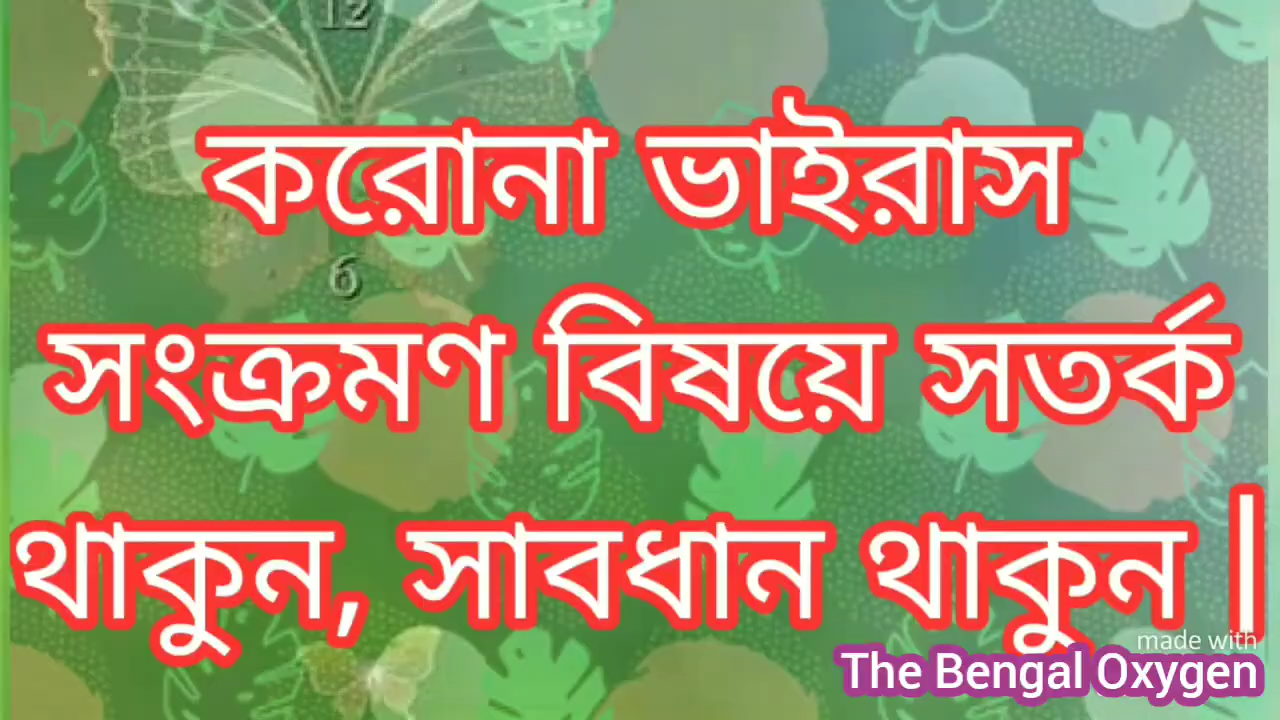 12
করোনা ভাইরাস
6
সংক্রমণ বিষয়ে সতর্ক
থাকুন, সাবধান থাকুন |
made with
The Bengal Oxygen